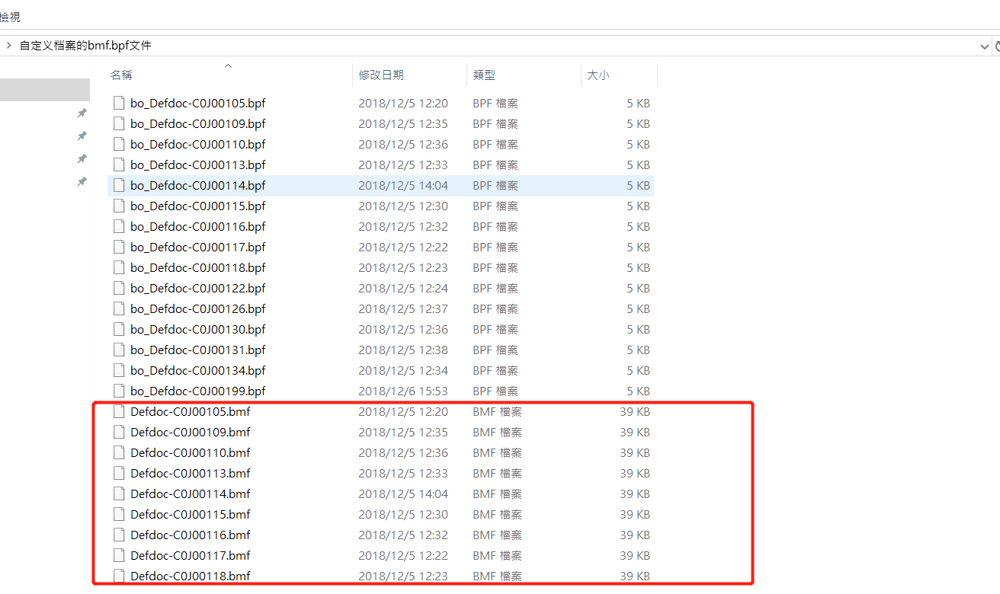 檢視
自定义档案的bmf.bpf文件
名稱 修改日期 類型 大小
bo_Defdoc-C0J00105.bpf 2018/12/5 12:20 BPF 檔案 5 KB
bo_Defdoc-C0J00109.bpf 2018/12/5 12:35 BPF 檔案 5 KB
bo_Defdoc-C0J00110.bpf 2018/12/5 12:36 BPF 檔案 5 KB
bo_Defdoc-C0J00113.bpf 2018/12/5 12:33 BPF 檔案 5 KB
bo_Defdoc-C0J00114.bpf 2018/12/5 14:04 BPF 檔案 5 KB
bo_Defdoc-C0J00115.bpf 2018/12/5 12:30 BPF 檔案 5 KB
bo_Defdoc-C0J00116.bpf 2018/12/5 12:32 BPF 檔案 5 KB
bo_Defdoc-C0J00117.bpf 2018/12/5 12:22 BPF 檔案 5 KB
bo_Defdoc-C0J00118.bpf 2018/12/5 12:23 BPF 檔案 5 KB
bo_Defdoc-C0J00122.bpf 2018/12/5 12:24 BPF 檔案 5 KB
bo_Defdoc-C0J00126.bpf 2018/12/5 12:37 BPF 檔案 5 KB
bo_Defdoc-C0J00130.bpf 2018/12/5 12:36 BPF 檔案 5 KB
bo_Defdoc-C0J00131.bpf 2018/12/5 12:38 BPF 檔案 5 KB
bo_Defdoc-C0J00134.bpf 2018/12/5 12:34 BPF 檔案 5 KB
bo_Defdoc-C0J00199.bpf 2018/12/6 15:53 BPF 檔案 5 KB
Defdoc-C0J00105.bmf 2018/12/5 12:20 BMF 檔案 39 KB
Defdoc-C0J00109.bmf 2018/12/5 12:35 BMF 檔案 39 KB
Defdoc-C0J00110.bmf 2018/12/5 12:36 BMF 檔案 39 KB
Defdoc-C0J00113.bmf 2018/12/5 12:33 BMF 檔案 39 KB
Defdoc-C0J00114.bmf 2018/12/5 14:04 BMF 檔案 39 KB
Defdoc-C0J00115.bmf 2018/12/5 12:30 BMF 檔案 39 KB
Defdoc-C0J00116.bmf 2018/12/5 12:32 BMF 檔案 39 KB
Defdoc-C0J00117.bmf 2018/12/5 12:22 BMF 檔案 39 KB
Defdoc-C0J00118.bmf 2018/12/5 12:23 BMF 檔案 39 KB